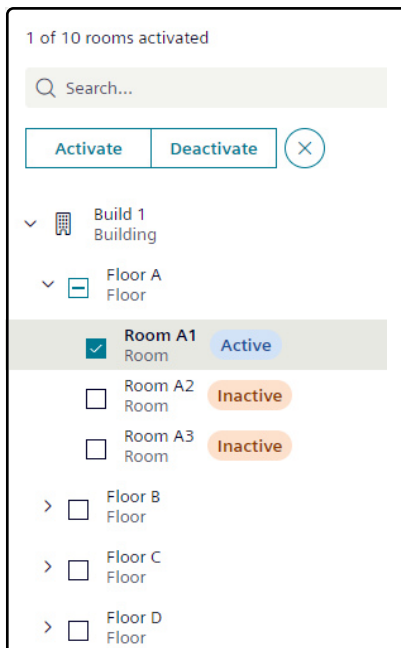 1 of 10 rooms activated
Search...
Activate Deactivate
Build 1
Building
Floor A
Floor
Room A1 Active
Room
Room A2 Inactive
Room
Room A3 Inactive
Room
Floor B
Floor
Floor C
Floor
Floor D
Floor